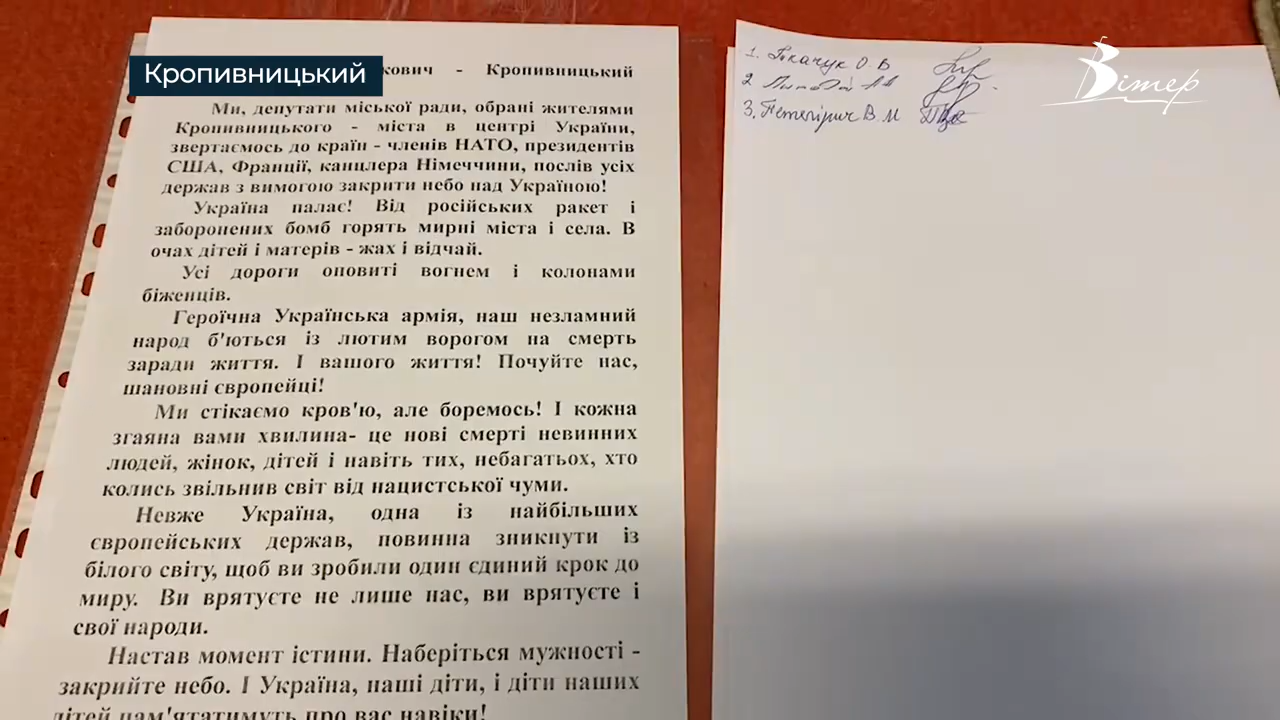 Кропивницький
кович - Кропивницький
Ми, депутати міської ради, обрані жителями
Кропивницького - міста в центрі України,
звертаємось до країн - членів НАТО, президентів
США, Франції, канцлера Німеччини, послів усіх
держав з вимогою закрити небо над Україною!
Україна палає! Від російських ракет і
заборонених бомб горять мирні міста і села. В
очах дітей і матерів - жах і відчай.
Усі дороги оповиті вогнем і колонами
біженців.
Героїчна Українська армія, наш незламний
народ б'ються із лютим ворогом на смерть
заради життя. І вашого життя! Почуйте нас,
шановні європейці!
Ми стікаємо кров'ю, але боремось! І кожна
згаяна вами хвилина- це нові смерті невинних
людей, жінок, дітей і навіть тих, небагатьох, хто
колись звільнив світ від нацистської чуми.
Невже Україна, одна із найбільших
європейських держав, повинна зникнути із
білого світу, щоб ви зробили один єдиний крок до
миру. Ви врятуєте не лише нас, ви врятуєте і
свої народи.
Настав момент істини. Наберіться мужності -
закрийте небо. І Україна, наші діти, і діти наших
дітей пам'ятатимуть про вас навіки!
1. Ткачук О. В
2
3. В. М
Вітер